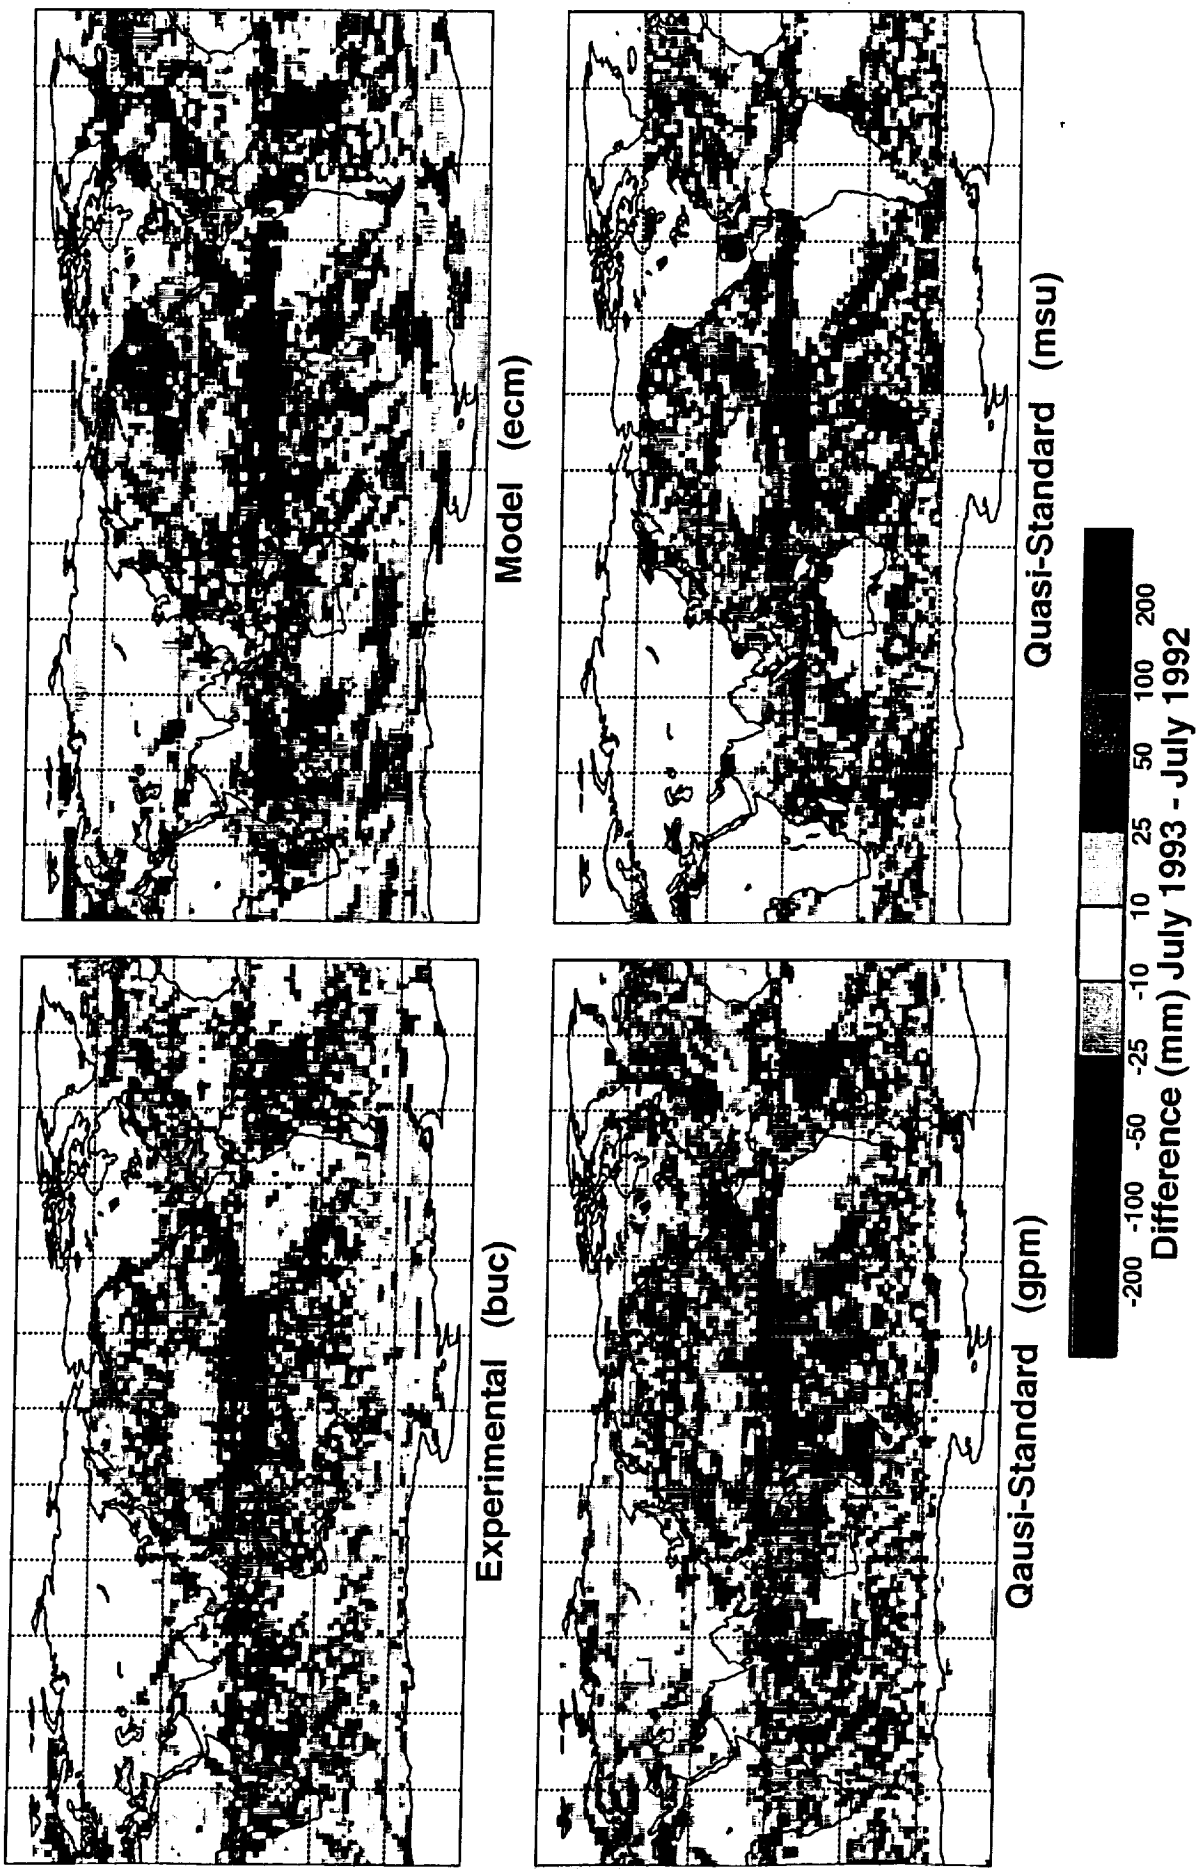 Experimental (buc)
Model (ecm)
Qausi-Standard (gpm)
Quasi-Standard (msu)
-200 -100 -50 -25 -10 10 25 50 100 200
Difference (mm) July 1993 - July 1992